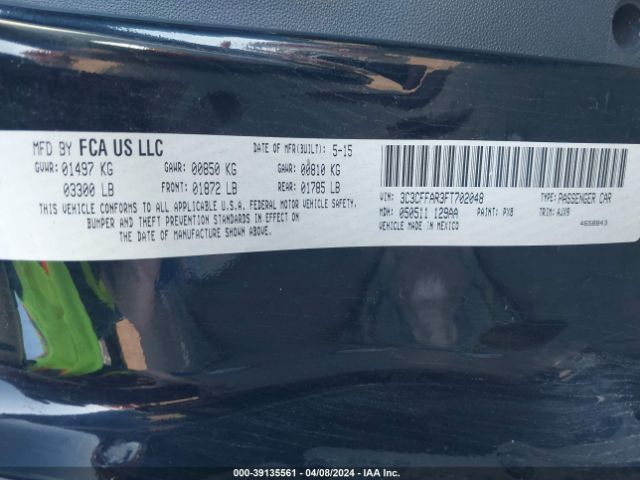 MFD BY FCA US LLC DATE OF MFR(BUILT): 5-15
GVWR: 01497 KG GAWR: 00850 KG GAWR: 00810 KG
03300 LB FRONT: 01872 LB REAR: 01785 LB
THIS VEHICLE CONFORMS TO ALL APPLICABLE U.S.A. FEDERAL MOTOR VEHICLE SAFETY,
BUMPER AND THEFT PREVENTION STANDARDS IN EFFECT ON
THE DATE OF MANUFACTURE SHOWN ABOVE.
VIN: 3C3CFFAR3FT702048 TYPE: PASSENGER CAR
MDH: 050511 129AA PAINT: PX8 TRIM: AJX9
VEHICLE MADE IN MEXICO
000-39135561 | 04/08/2024 - IAA Inc.